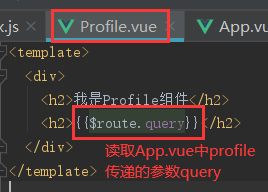 x.js
Profile.vue
App.vu
<template>
<div>
<h2>我是Profile组件</h2>
<h2>{{$route.query}}</h2>
</div>
</template>
读取App.vue中profile
传递的参数query